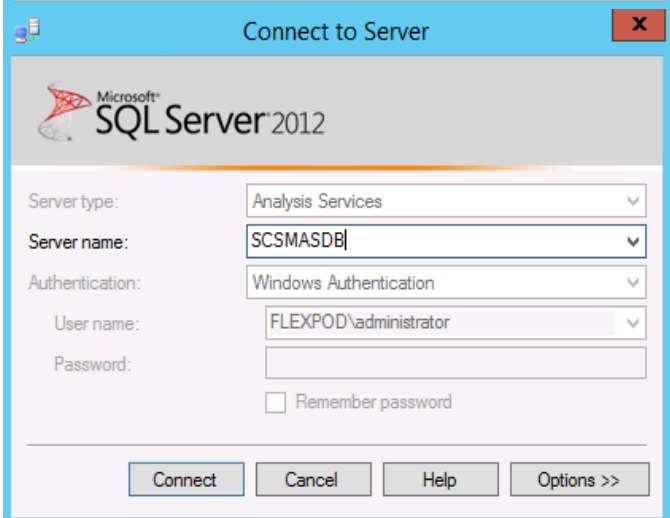 Connect to Server
x
Microsoft®
SQL Server® 2012
Server type: Analysis Services
Server name: SCSMASDB
Authentication: Windows Authentication
User name: FLEXPOD\administrator
Password:
Remember password
Connect Cancel Help Options >>